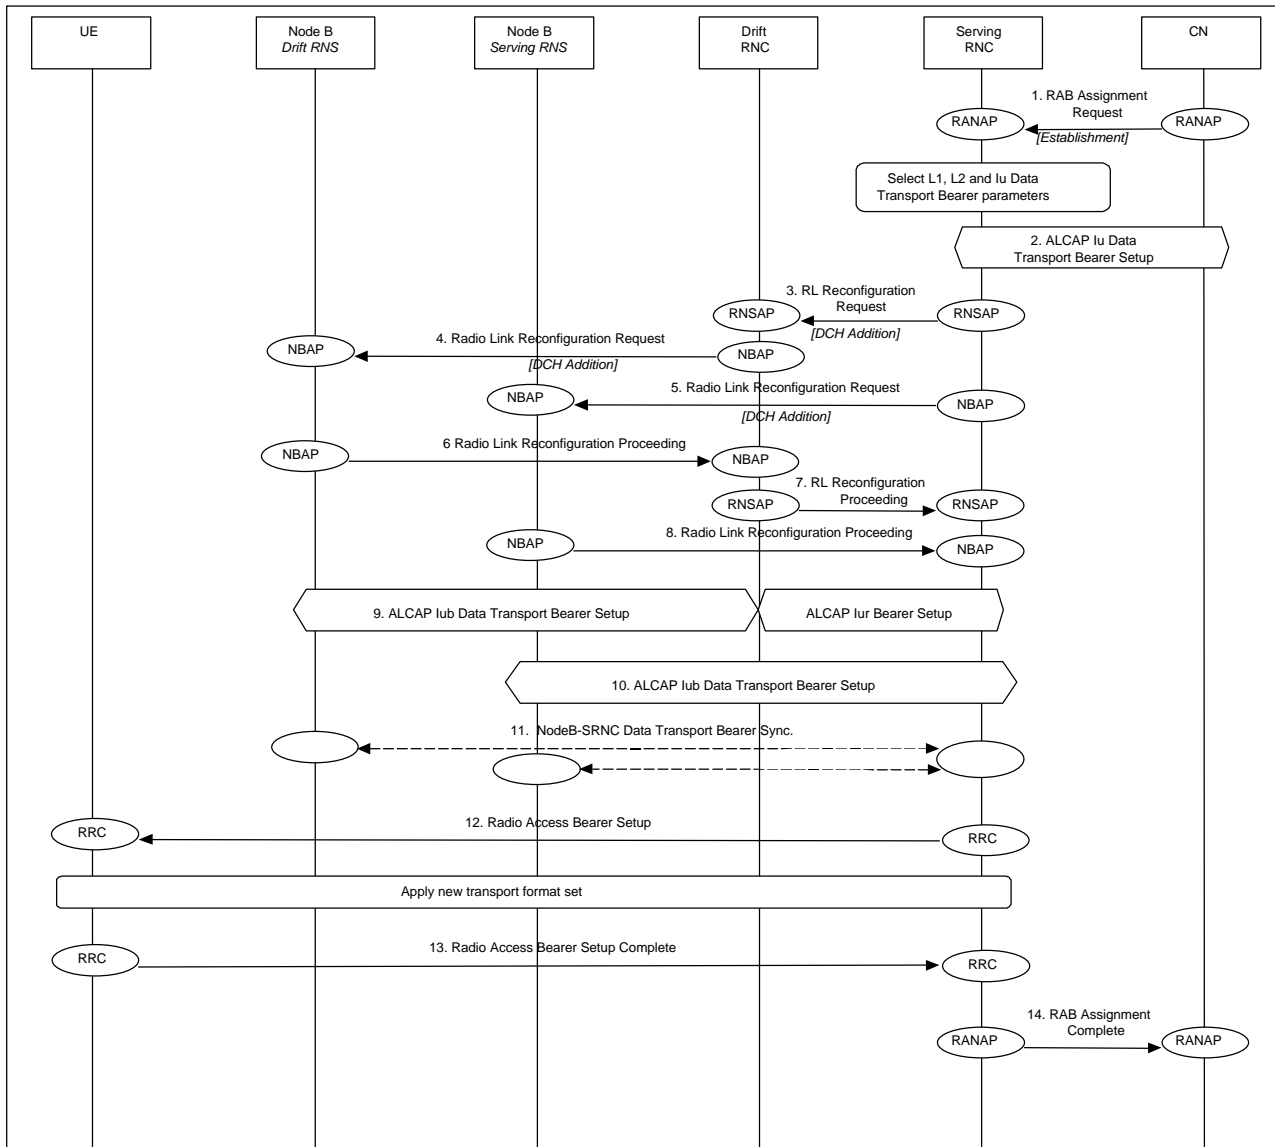 UE
Node B
Drift RNS
Node B
Serving RNS
Drift
RNC
Serving
RNC
CN
1. RAB Assignment
Request
RANAP
RANAP
[Establishment]
Select L1, L2 and Iu Data
Transport Bearer parameters
2. ALCAP Iu Data
Transport Bearer Setup
3. RL Reconfiguration
Request
RNSAP
RNSAP
[DCH Addition]
4. Radio Link Reconfiguration Request
NBAP
NBAP
[DCH Addition]
5. Radio Link Reconfiguration Request
NBAP
NBAP
[DCH Addition]
6 Radio Link Reconfiguration Proceeding
NBAP
NBAP
7. RL Reconfiguration
Proceeding
RNSAP
RNSAP
8. Radio Link Reconfiguration Proceeding
NBAP
NBAP
9. ALCAP Iub Data Transport Bearer Setup
ALCAP Iur Bearer Setup
10. ALCAP Iub Data Transport Bearer Setup
11. NodeB-SRNC Data Transport Bearer Sync.
12. Radio Access Bearer Setup
RRC
RRC
Apply new transport format set
13. Radio Access Bearer Setup Complete
RRC
RRC
14. RAB Assignment
Complete
RANAP
RANAP